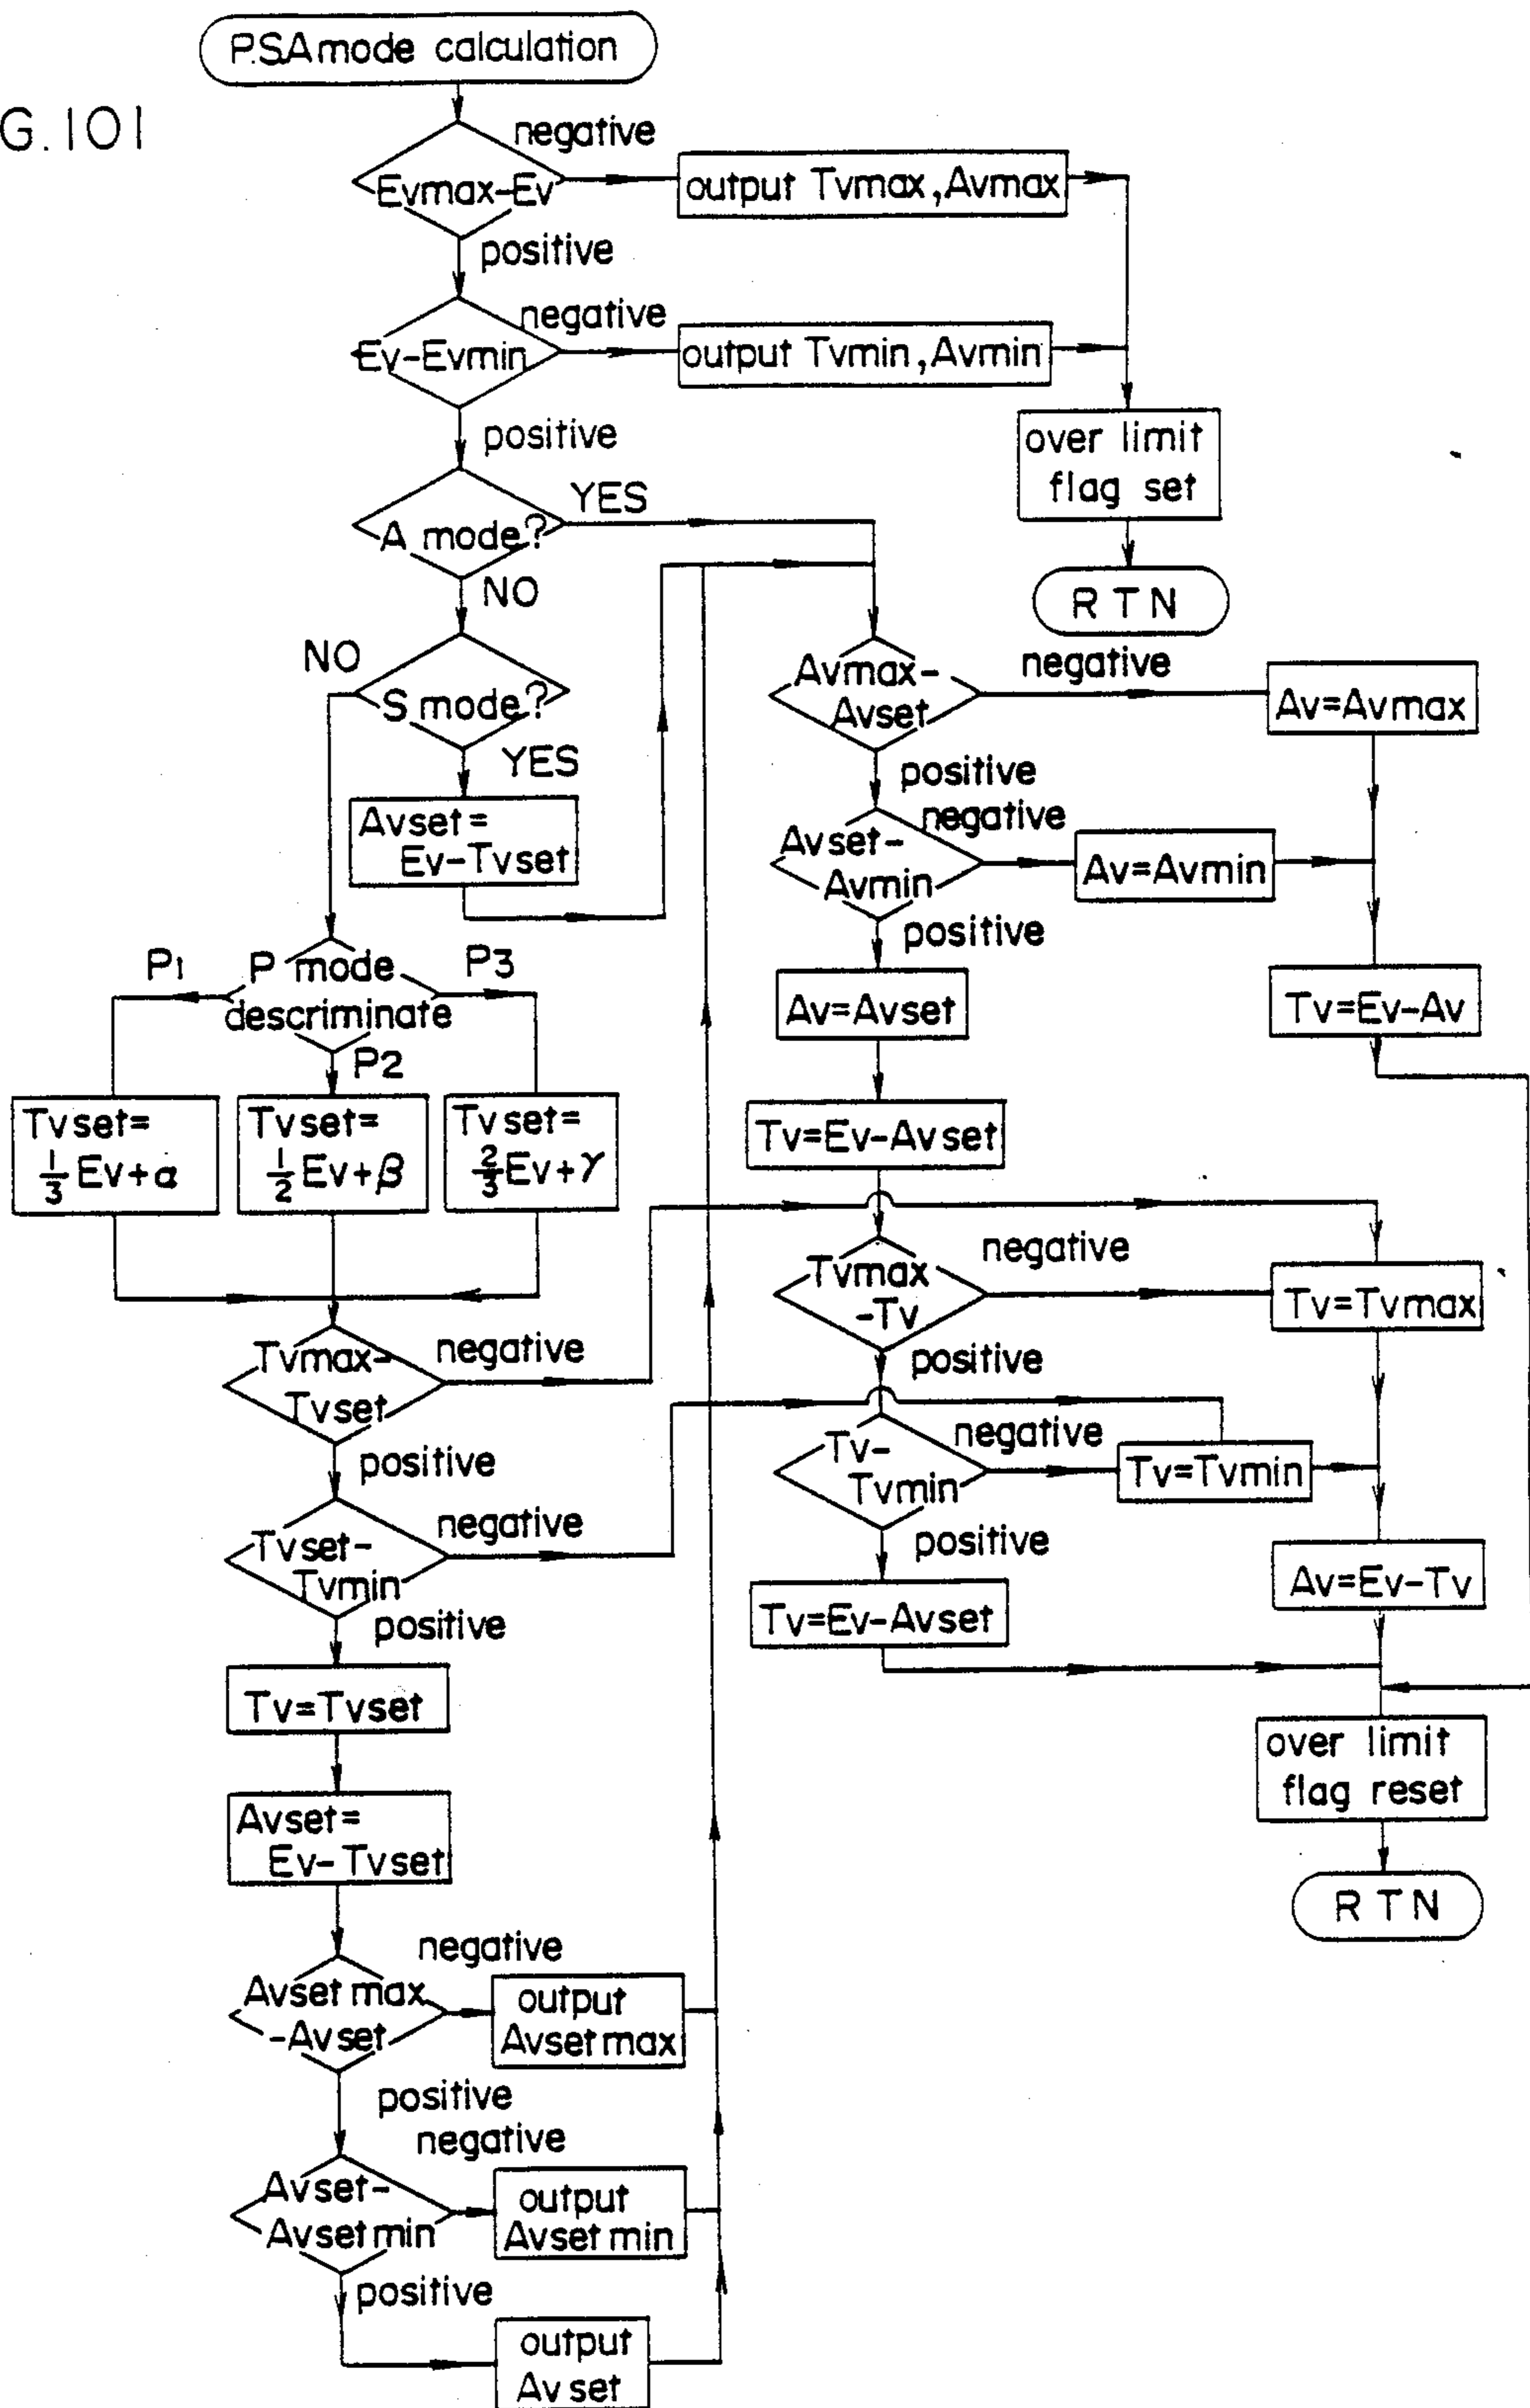 P.S.A mode calculation
G. 101
negative
Evmax-Ev
output Tvmax, Avmax
positive
negative
Ev-Evmin
output Tvmin, Avmin
positive
over limit
flag set
YES
A mode?
NO
R T N
NO
S mode?
YES
Avset=
Ev-Tvset
Avmax-
Avset
negative
Av=Avmax
positive
negative
Avset-
Avmin
Av=Avmin
positive
Av=Avset
Tv=Ev-Av
P1
P mode
descriminate
P3
P2
Tvset=
1/3 Ev+α
Tvset=
1/2 Ev+β
Tvset=
2/3 Ev+γ
Tv=Ev-Avset
negative
Tvmax
-Tv
Tv=Tvmax
positive
Tvmax-
Tvset
negative
positive
negative
Tv-
Tvmin
Tv=Tvmin
positive
Tvset-
Tvmin
negative
positive
Tv=Ev-Avset
Av=Ev-Tv
Tv=Tvset
over limit
flag reset
Avset=
Ev-Tvset
R T N
negative
Avset max
-Avset
output
Avset max
positive
negative
Avset-
Avset min
output
Avset min
positive
output
Av set